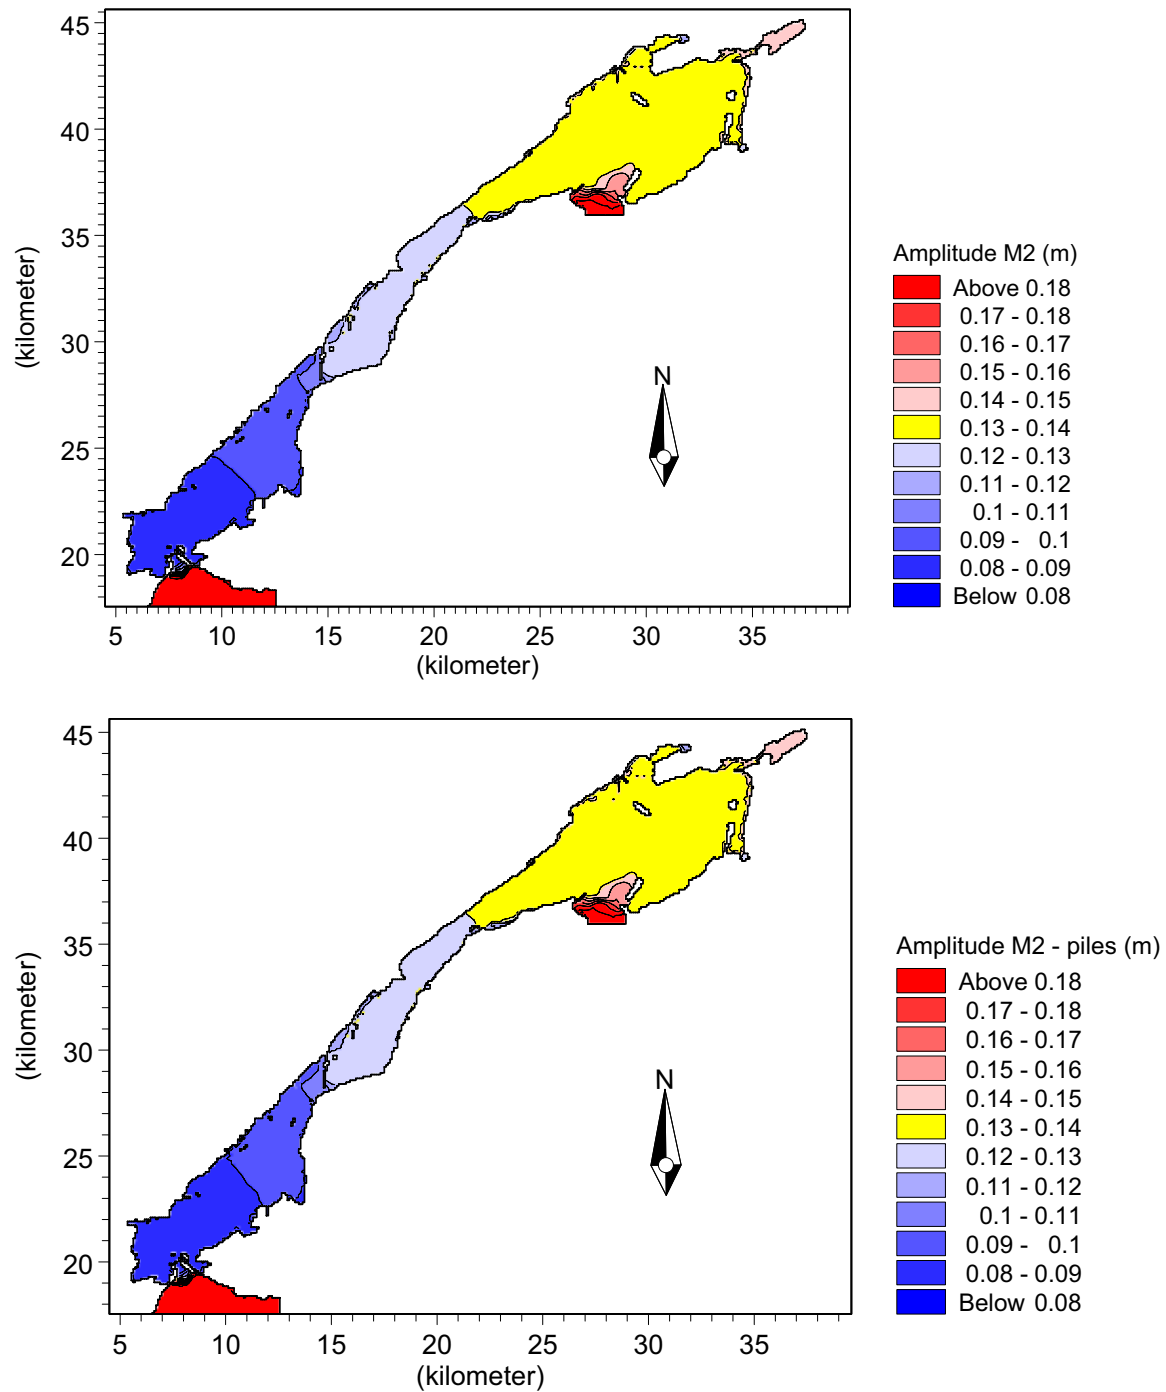 45
40
35
30
25
20
(kilometer)
5 10 15 20 25 30 35
(kilometer)
N
Amplitude M2 (m)
Above 0.18
0.17 - 0.18
0.16 - 0.17
0.15 - 0.16
0.14 - 0.15
0.13 - 0.14
0.12 - 0.13
0.11 - 0.12
0.1 - 0.11
0.09 - 0.1
0.08 - 0.09
Below 0.08
45
40
35
30
25
20
(kilometer)
5 10 15 20 25 30 35
(kilometer)
N
Amplitude M2 - piles (m)
Above 0.18
0.17 - 0.18
0.16 - 0.17
0.15 - 0.16
0.14 - 0.15
0.13 - 0.14
0.12 - 0.13
0.11 - 0.12
0.1 - 0.11
0.09 - 0.1
0.08 - 0.09
Below 0.08